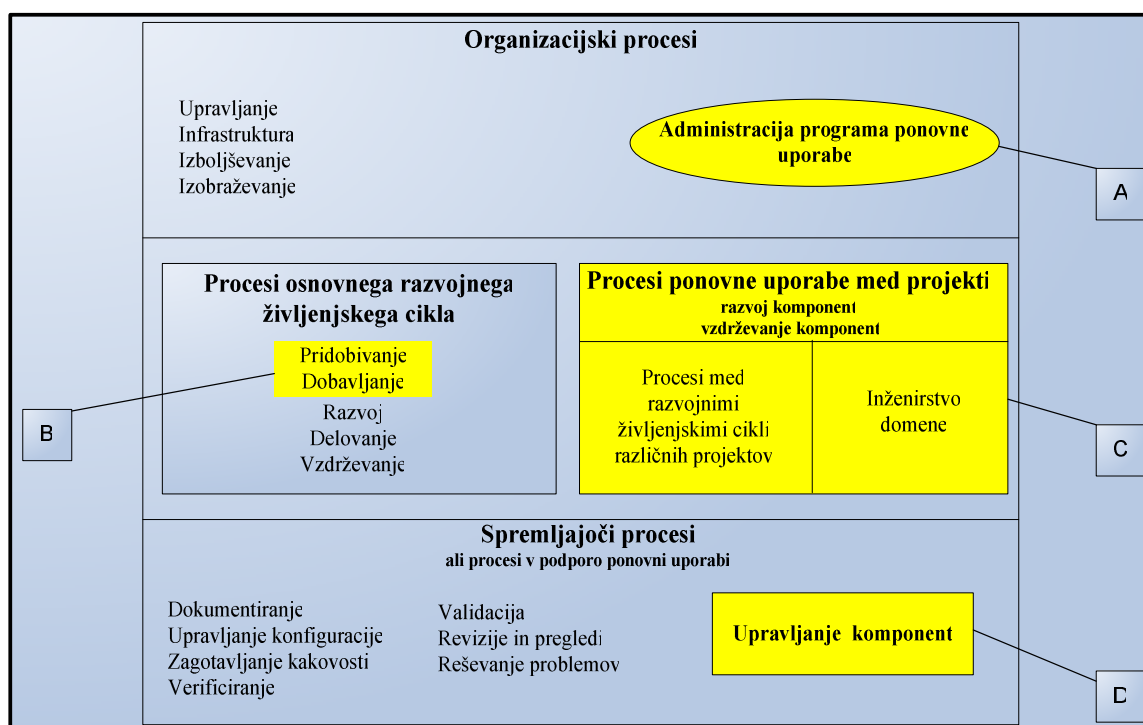 Organizacijski procesi
Upravljanje
Infrastruktura
Izboljševanje
Izobraževanje
Administracija programa ponovne
uporabe
A
Procesi osnovnega razvojnega
življenjskega cikla
Pridobivanje
Dobavljanje
Razvoj
Delovanje
Vzdrževanje
B
Procesi ponovne uporabe med projekti
razvoj komponent
vzdrževanje komponent
Procesi med
razvojnimi
življenjskimi cikli
različnih projektov
Inženirstvo
domene
C
Spremljajoči procesi
ali procesi v podporo ponovni uporabi
Dokumentiranje
Upravljanje konfiguracije
Zagotavljanje kakovosti
Verificiranje
Validacija
Revizije in pregledi
Reševanje problemov
Upravljanje komponent
D